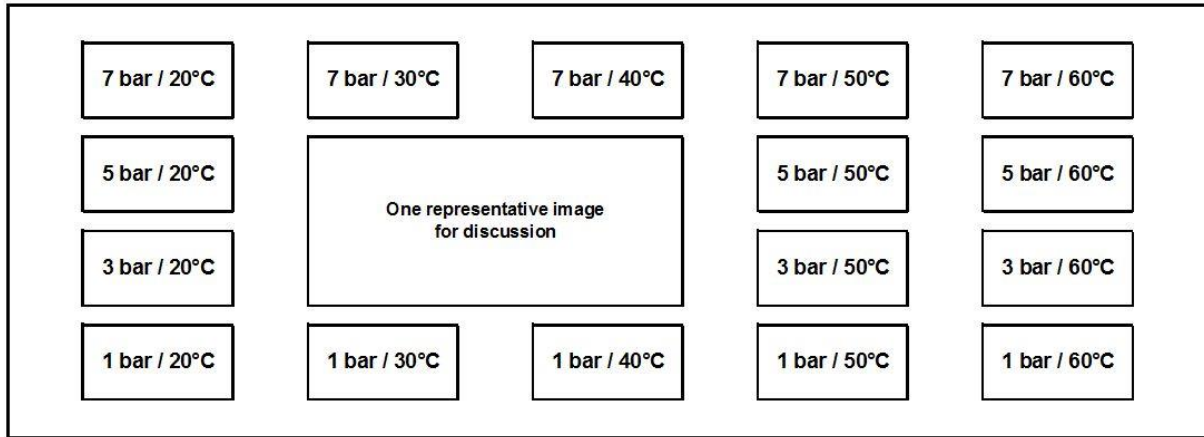 7 bar / 20°C
7 bar / 30°C
7 bar / 40°C
7 bar / 50°C
7 bar / 60°C
5 bar / 20°C
One representative image
for discussion
5 bar / 50°C
5 bar / 60°C
3 bar / 20°C
3 bar / 50°C
3 bar / 60°C
1 bar / 20°C
1 bar / 30°C
1 bar / 40°C
1 bar / 50°C
1 bar / 60°C